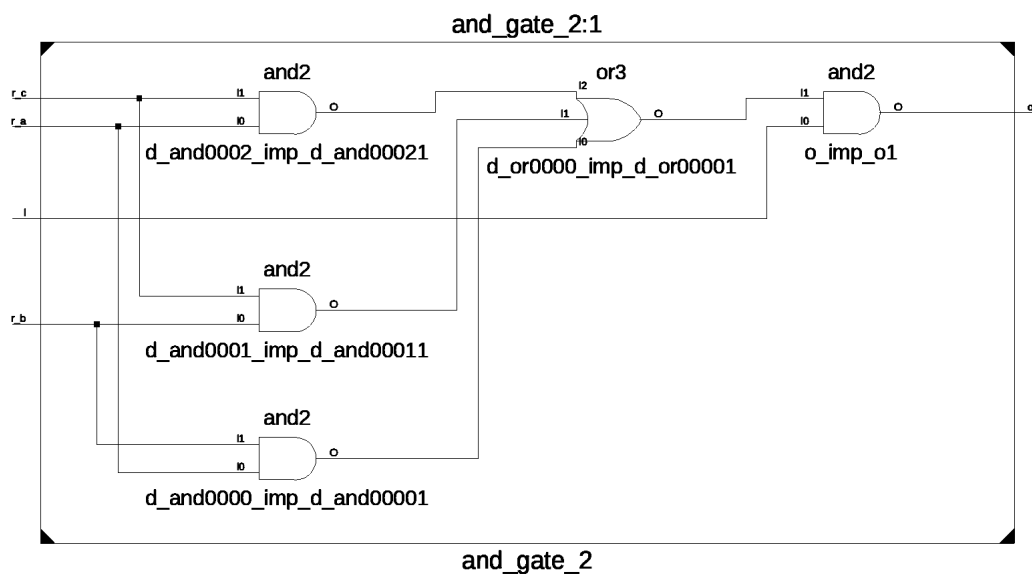 and_gate_2:1
and2 or3 and2
r_c I1 O I2 I1 O
r_a I0 I1 O I0 o
I0
d_and0002_imp_d_and00021 d_or0000_imp_d_or00001 o_imp_o1
i
and2
I1 O
r_b I0
d_and0001_imp_d_and00011
and2
I1 O
I0
d_and0000_imp_d_and00001
and_gate_2